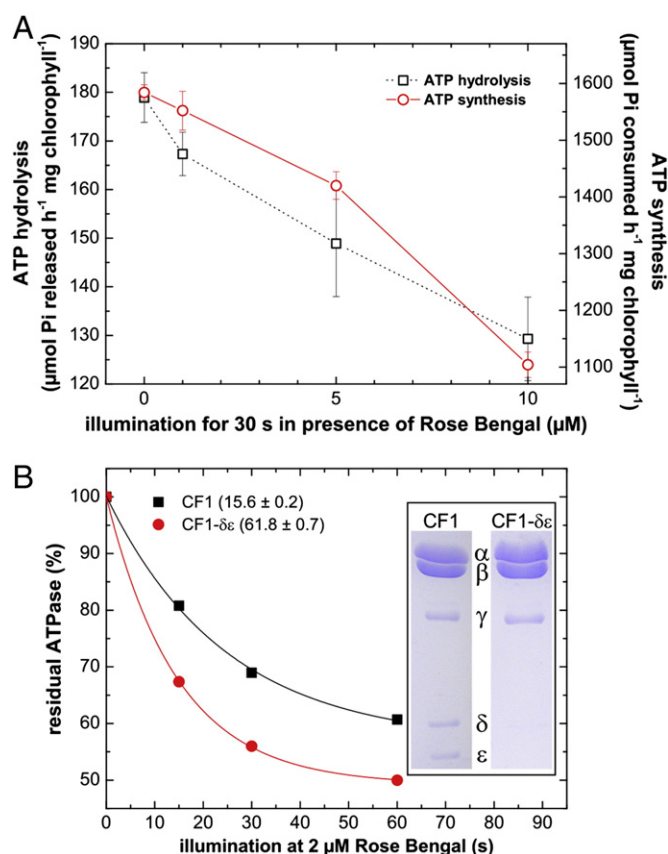 A
190
180
170
160
150
140
130
120
ATP hydrolysis
(μmol Pi released h⁻¹ mg chlorophyll⁻¹)
ATP hydrolysis
ATP synthesis
1600
1500
1400
1300
1200
1100
ATP synthesis
(μmol Pi consumed h⁻¹ mg chlorophyll⁻¹)
0 5 10
illumination for 30 s in presence of Rose Bengal (μM)
B
100
90
80
70
60
50
residual ATPase (%)
CF1 (15.6 ± 0.2)
CF1-δε (61.8 ± 0.7)
CF1 CF1-δε
α
β
γ
δ
ε
0 10 20 30 40 50 60 70 80 90
illumination at 2 μM Rose Bengal (s)